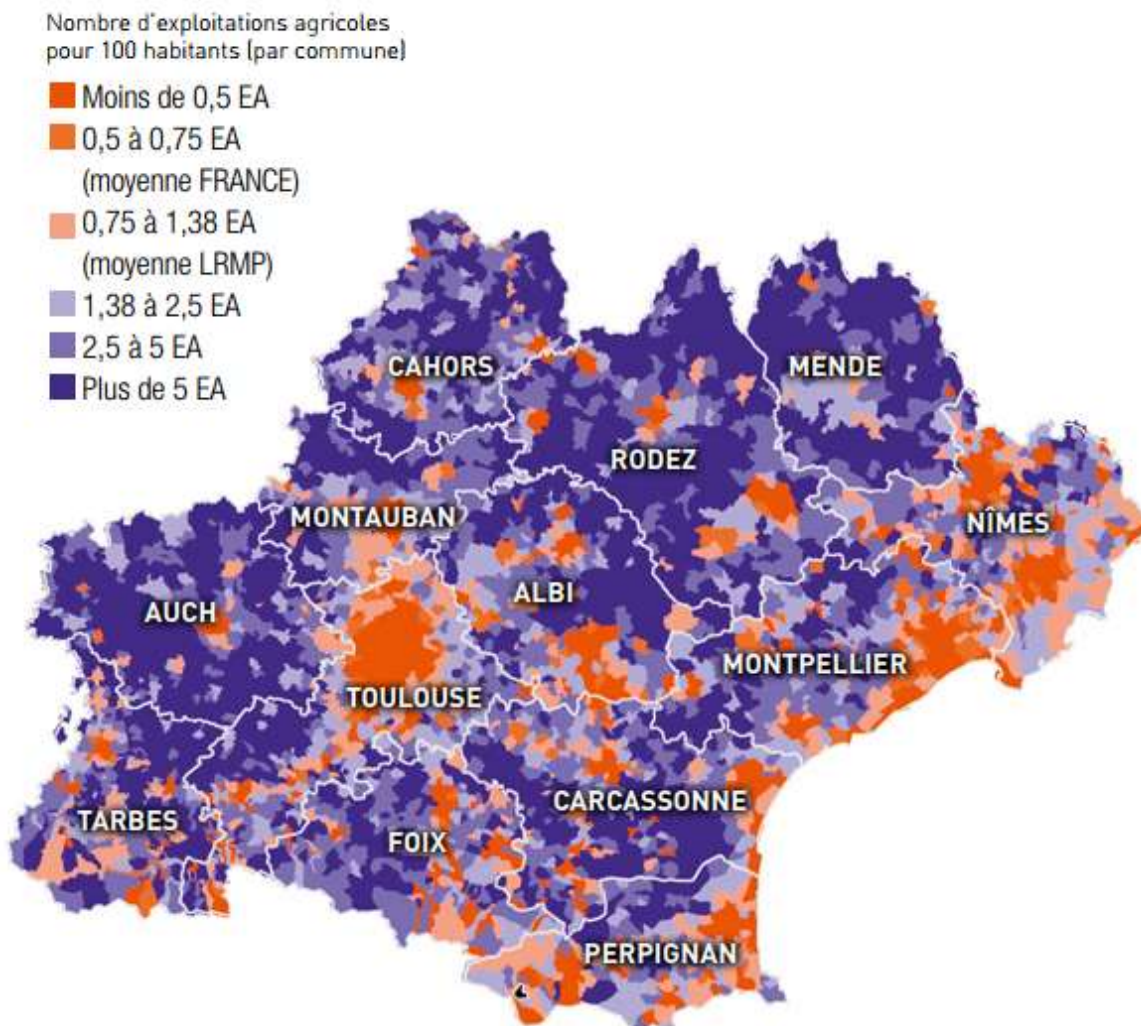 Nombre d'exploitations agricoles
pour 100 habitants (par commune)
Moins de 0,5 EA
0,5 à 0,75 EA
(moyenne FRANCE)
0,75 à 1,38 EA
(moyenne LRMP)
1,38 à 2,5 EA
2,5 à 5 EA
Plus de 5 EA
CAHORS
MENDE
RODEZ
MONTAUBAN
NÎMES
ALBI
AUCH
MONTPELLIER
TOULOUSE
CARCASSONNE
TARBES
FOIX
PERPIGNAN